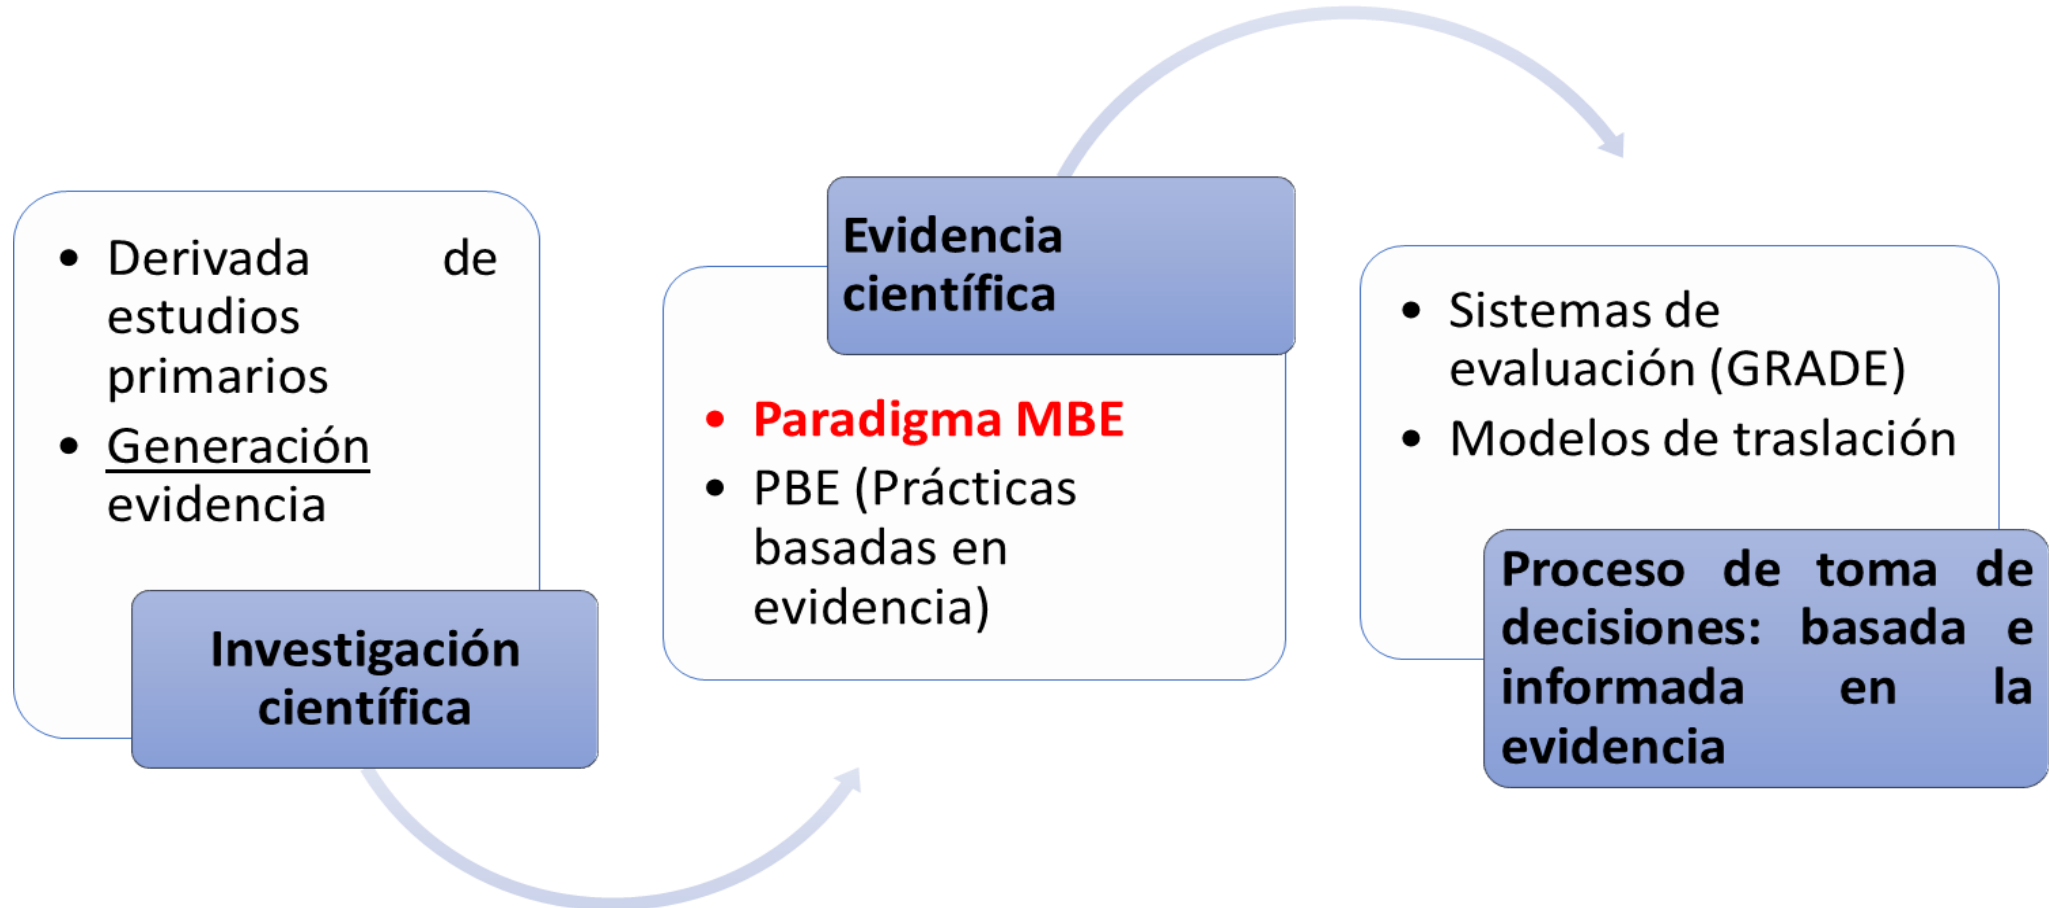 • Derivada de
estudios
primarios
• Generación
evidencia
Investigación
científica
Evidencia
científica
• Paradigma MBE
• PBE (Prácticas
basadas en
evidencia)
• Sistemas de
evaluación (GRADE)
• Modelos de traslación
Proceso de toma de
decisiones: basada e
informada en la
evidencia